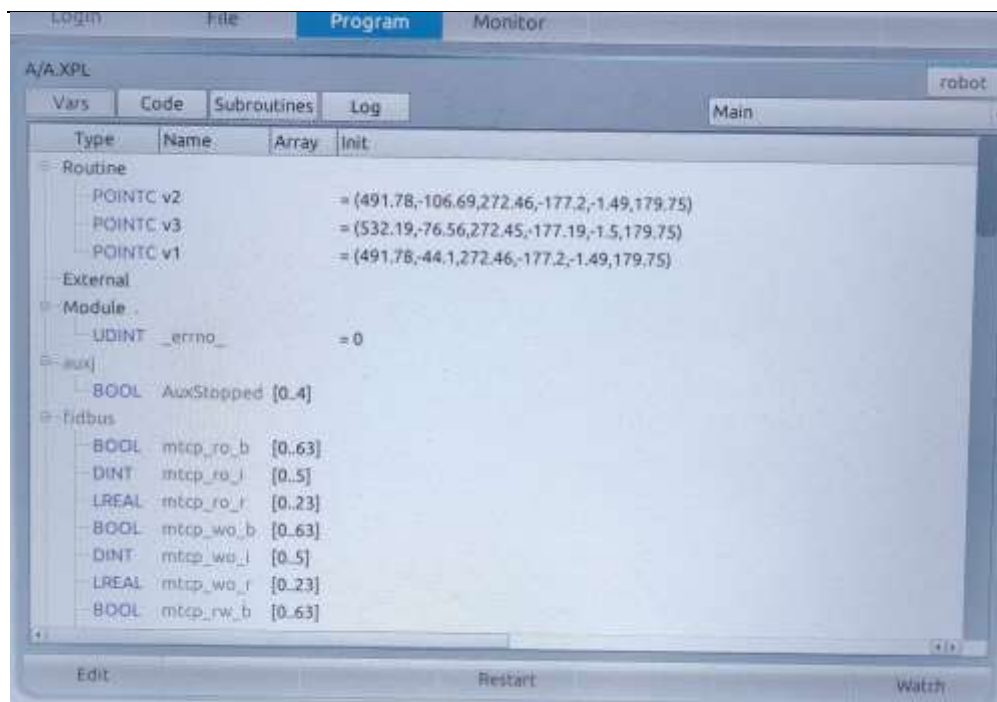 Login File Program Monitor
A/A.XPL
robot
Vars Code Subroutines Log Main
Type Name Array Init
Routine
POINTC v2 = (491.78,-106.69,272.46,-177.2,-1.49,179.75)
POINTC v3 = (532.19,-76.56,272.45,-177.19,-1.5,179.75)
POINTC v1 = (491.78,-44.1,272.46,-177.2,-1.49,179.75)
External
Module
UDINT _errno_ = 0
auxj
BOOL AuxStopped [0..4]
fidbus
BOOL mtcp_ro_b [0..63]
DINT mtcp_ro_i [0..5]
LREAL mtcp_ro_r [0..23]
BOOL mtcp_wo_b [0..63]
DINT mtcp_wo_i [0..5]
LREAL mtcp_wo_r [0..23]
BOOL mtcp_rw_b [0..63]
Edit Restart Watch